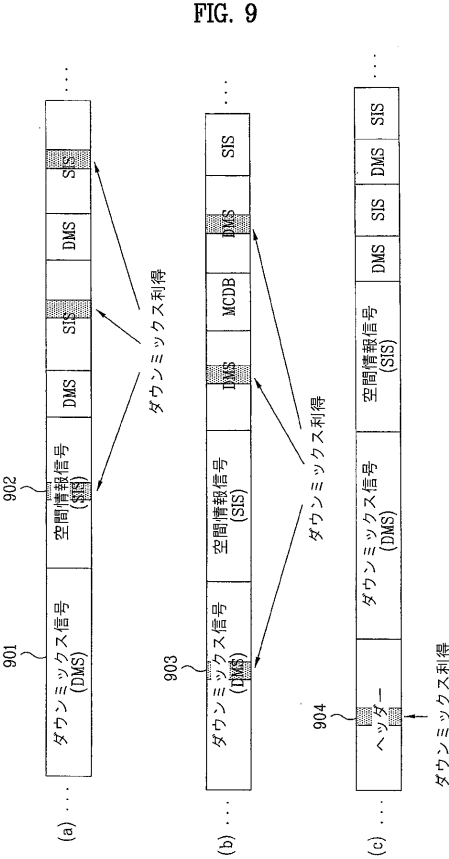 FIG. 9
901
902
ダウンミックス信号
(DMS)
空間情報信号
(SIS)
DMS
SIS
DMS
SIS
(a)
ダウンミックス利得
903
ダウンミックス信号
(DMS)
空間情報信号
(SIS)
DMS
MCDB
DMS
SIS
(b)
ダウンミックス利得
904
ヘッダー
ダウンミックス信号
(DMS)
空間情報信号
(SIS)
DMS
SIS
DMS
SIS
(c)
ダウンミックス利得